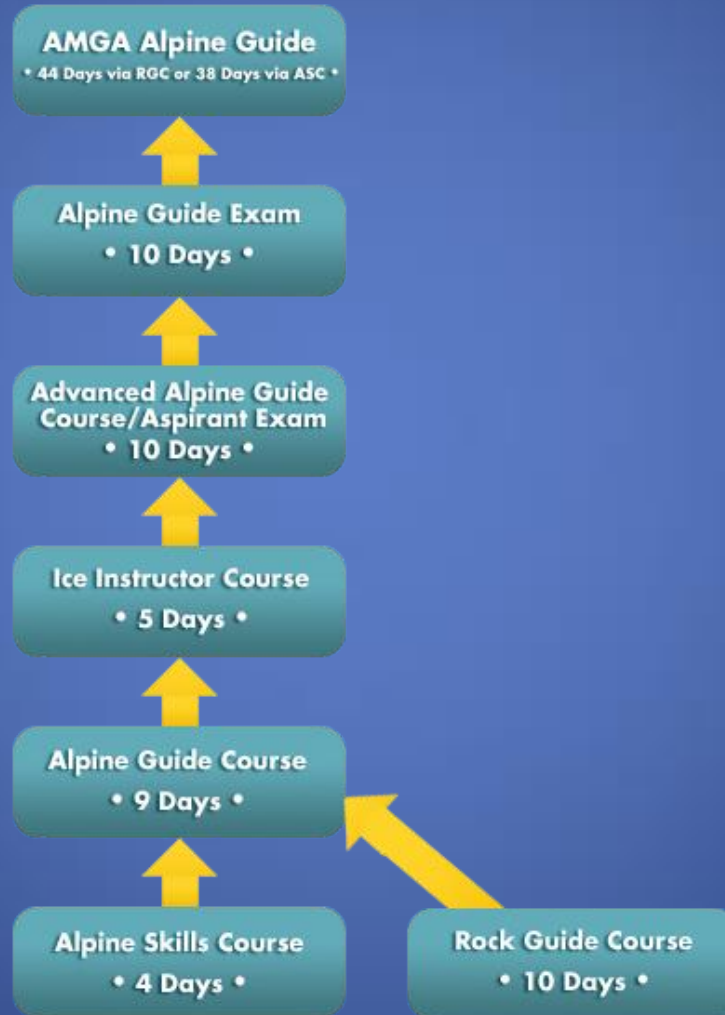 AMGA Alpine Guide
• 44 Days via RGC or 38 Days via ASC •
Alpine Guide Exam
• 10 Days •
Advanced Alpine Guide
Course/Aspirant Exam
• 10 Days •
Ice Instructor Course
• 5 Days •
Alpine Guide Course
• 9 Days •
Alpine Skills Course
• 4 Days •
Rock Guide Course
• 10 Days •